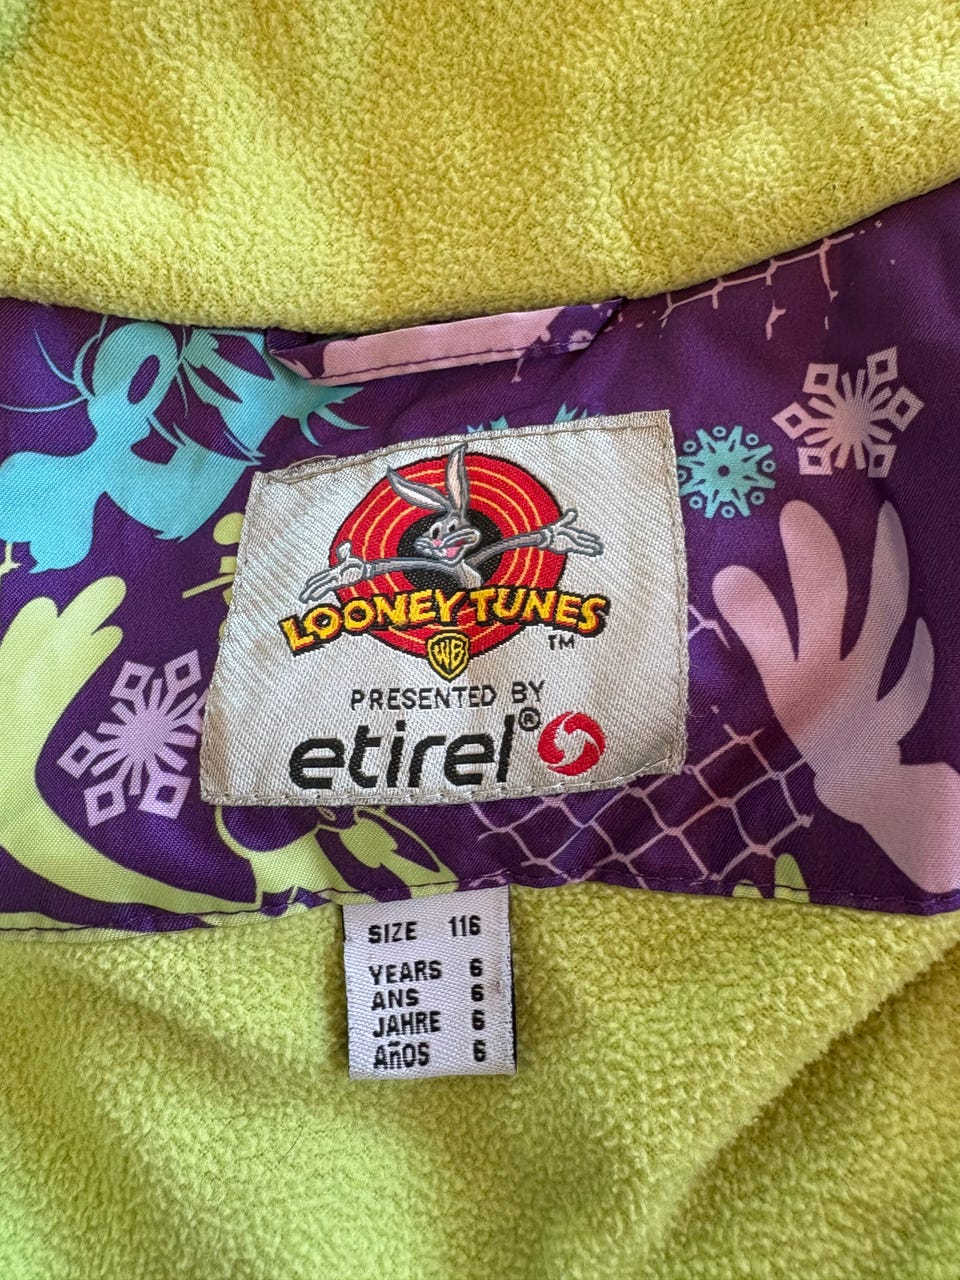 LOONEY TUNES
™
WB
PRESENTED BY
etirel®
SIZE 116
YEARS 6
ANS 6
JAHRE 6
AñOS 6